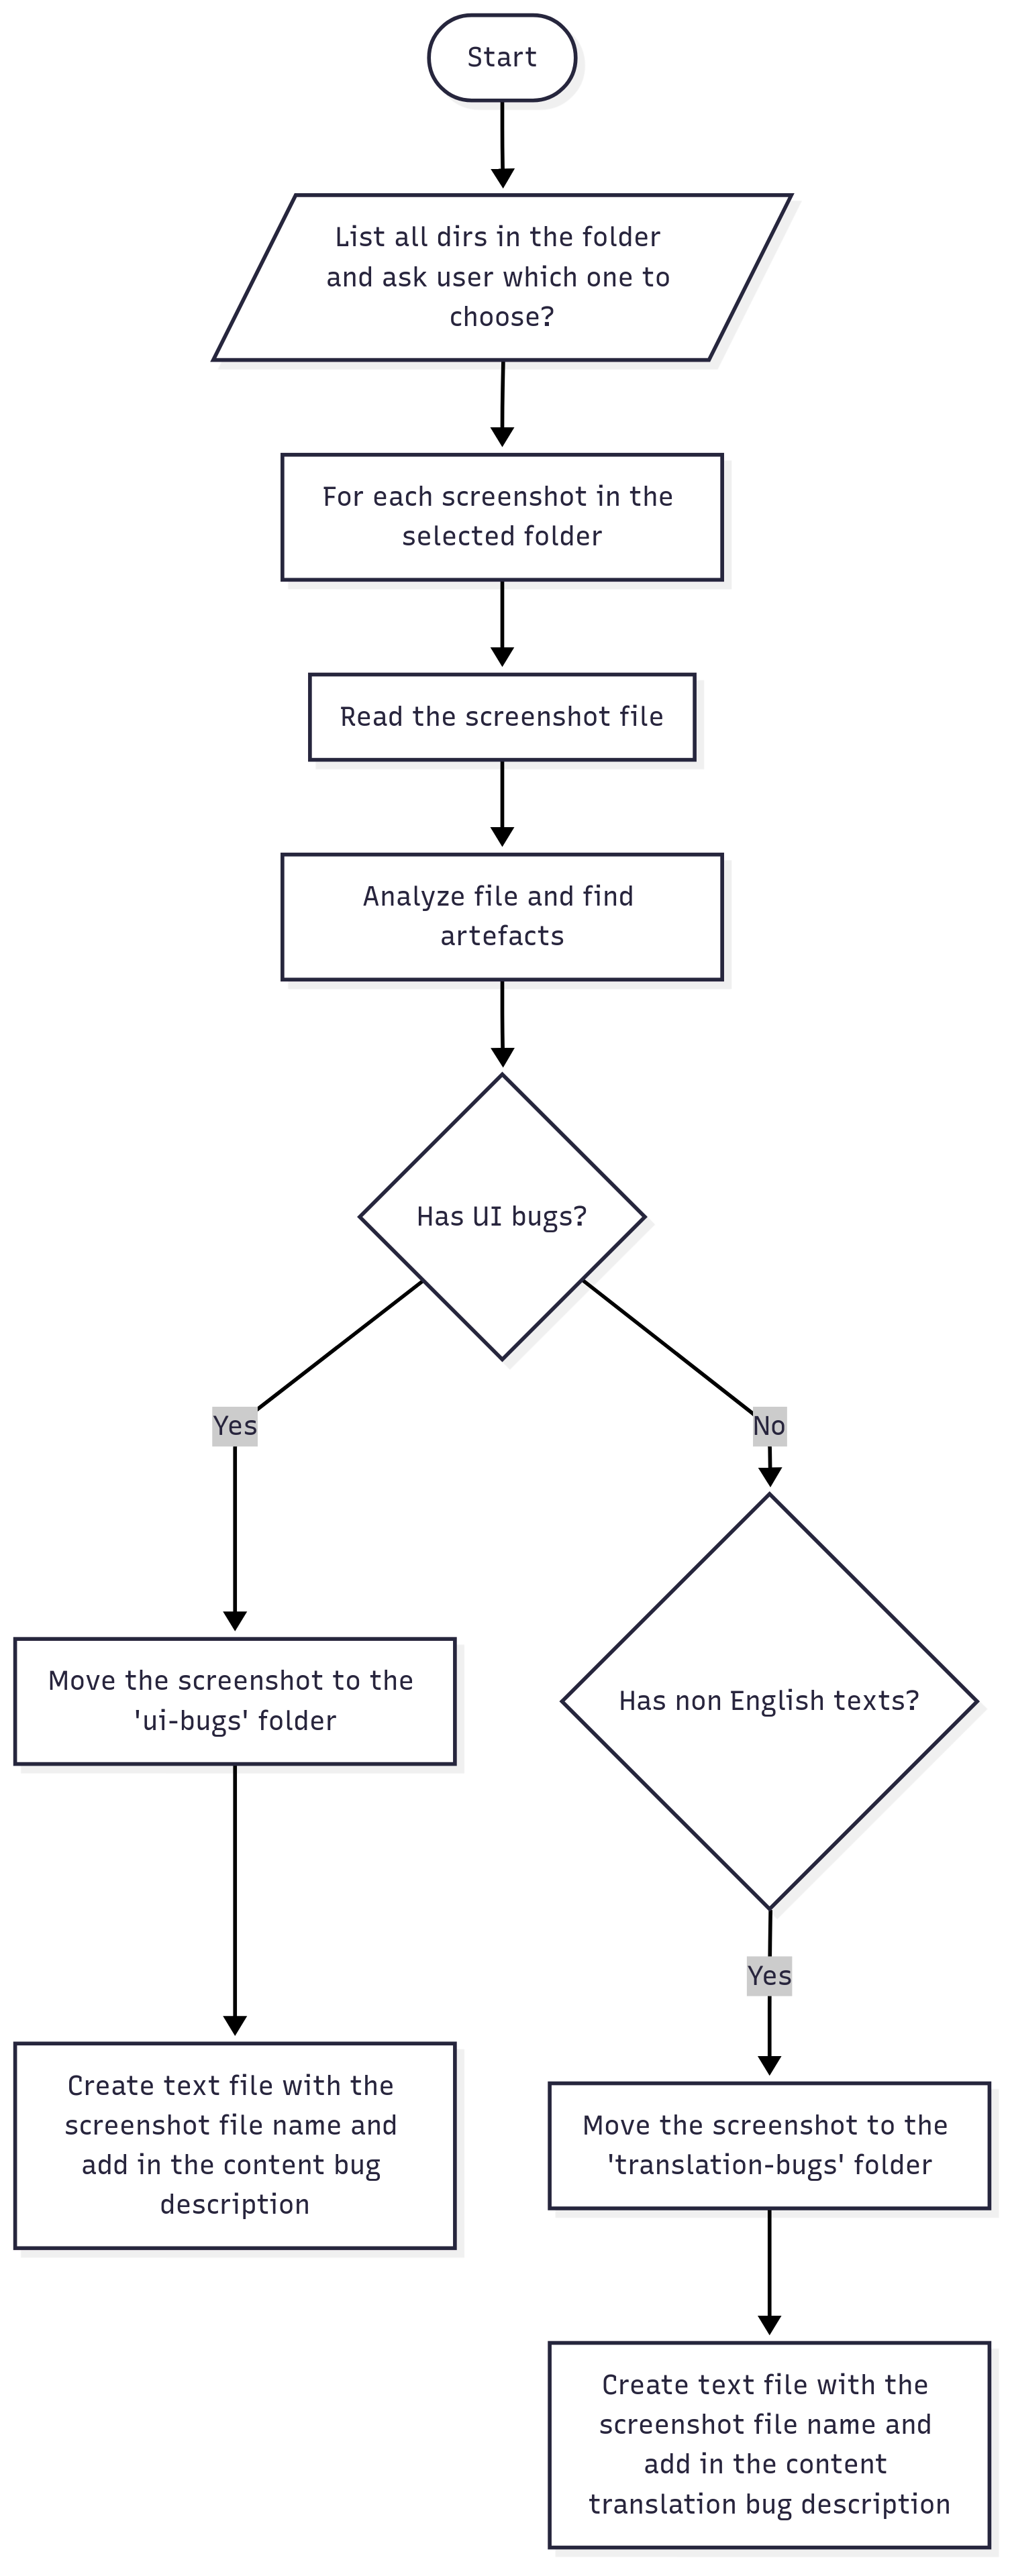 Start
List all dirs in the folder
and ask user which one to
choose?
For each screenshot in the
selected folder
Read the screenshot file
Analyze file and find
artefacts
Has UI bugs?
Yes
No
Move the screenshot to the
'ui-bugs' folder
Has non English texts?
Yes
Create text file with the
screenshot file name and
add in the content bug
description
Move the screenshot to the
'translation-bugs' folder
Create text file with the
screenshot file name and
add in the content
translation bug description